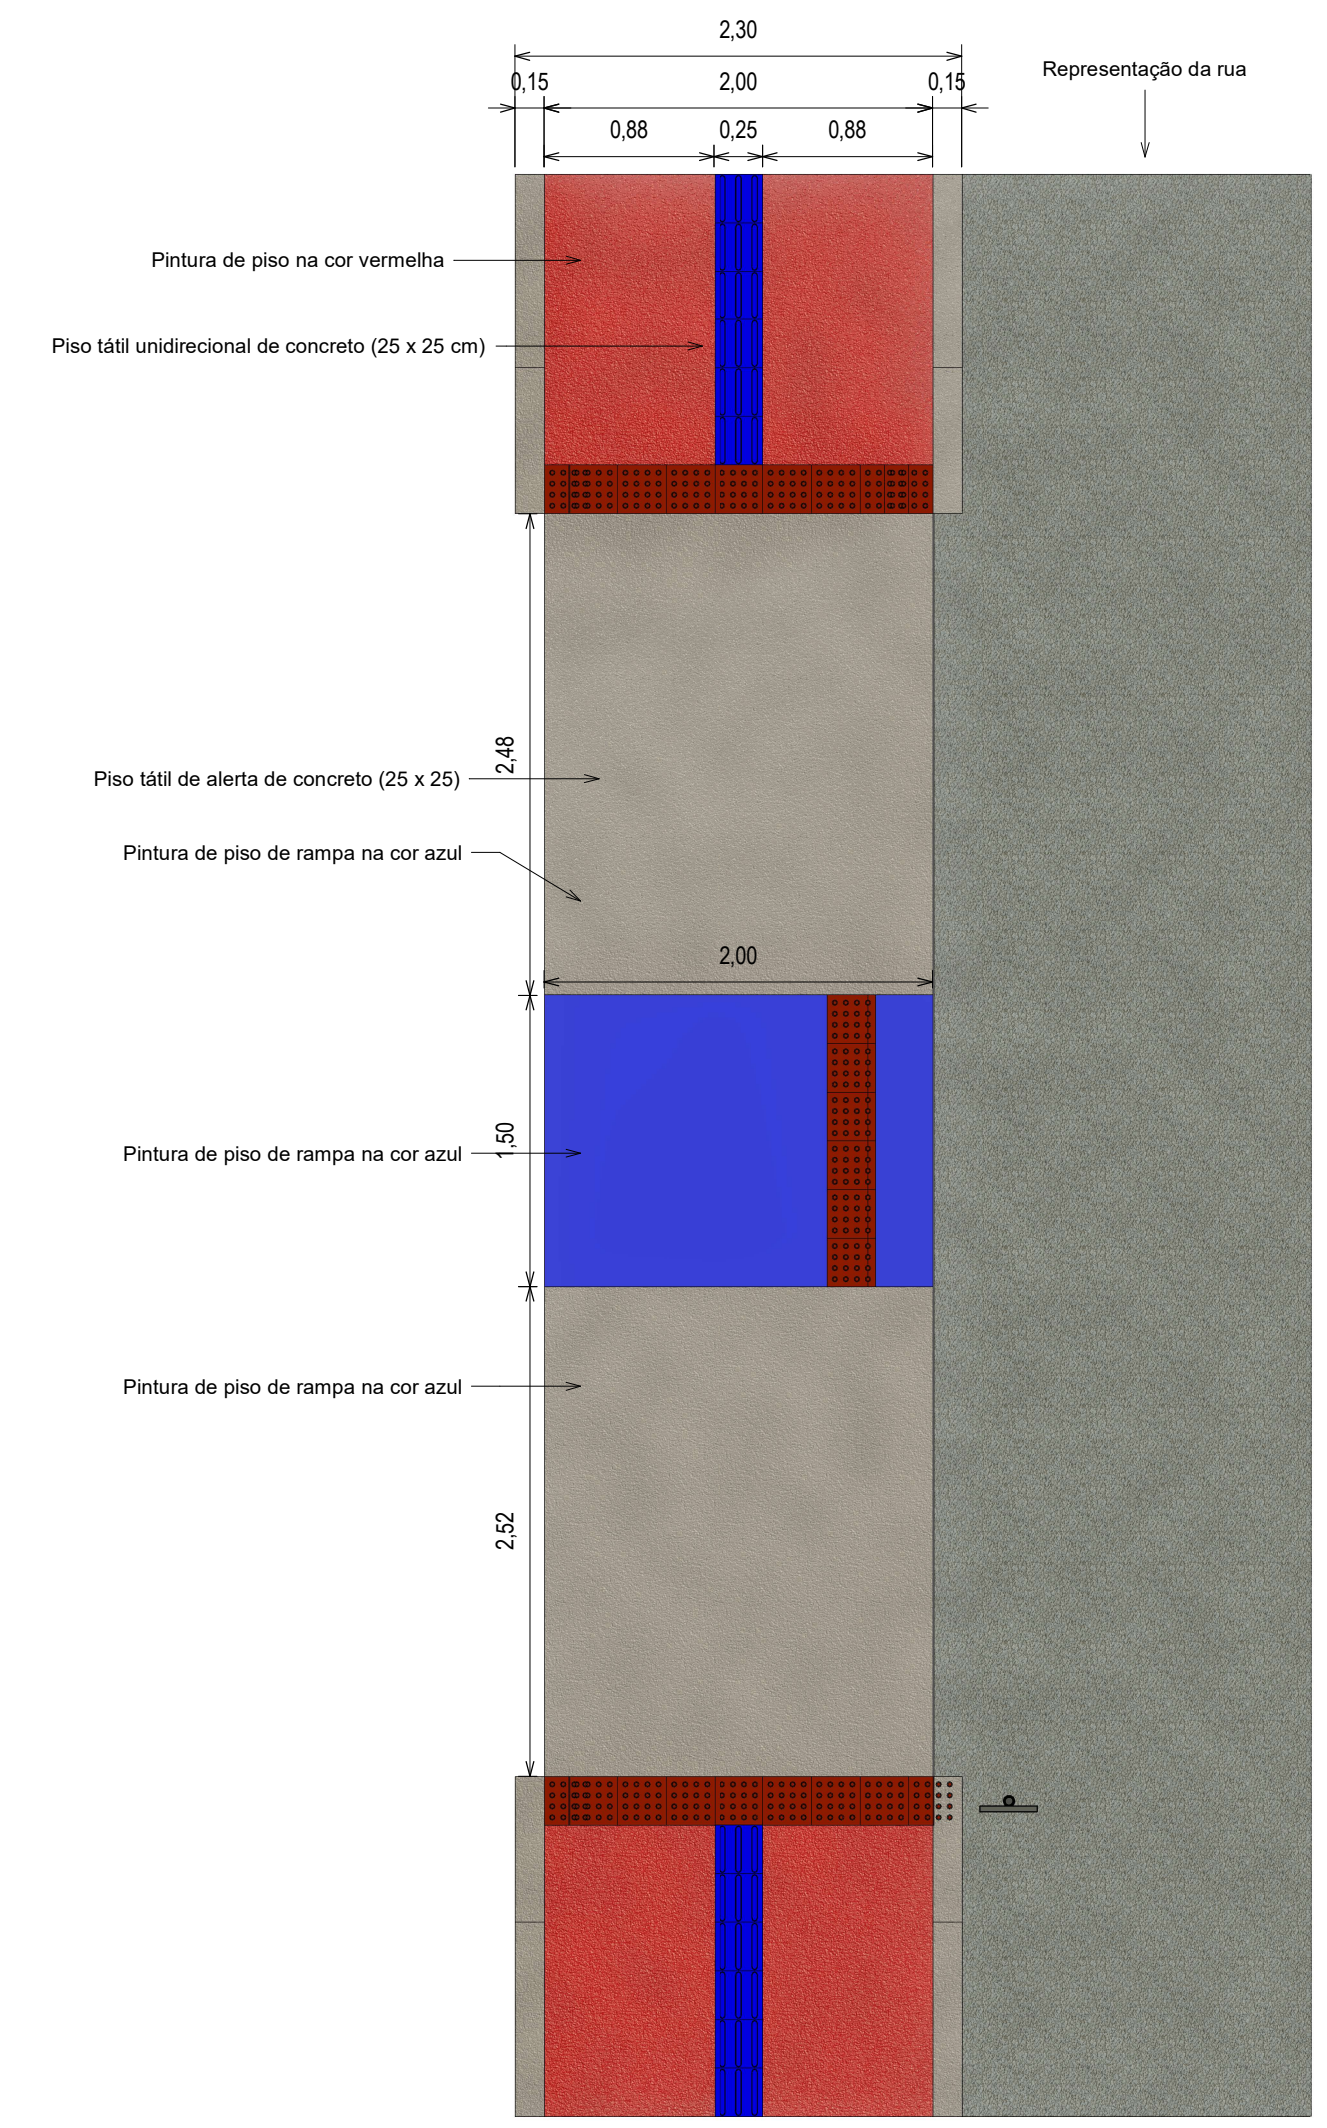 2,30
Representação da rua
0,15
2,00
0,15
0,88
0,25
0,88
Pintura de piso na cor vermelha
Piso tátil unidirecional de concreto (25 x 25 cm)
2,48
Piso tátil de alerta de concreto (25 x 25)
Pintura de piso de rampa na cor azul
2,00
1,50
Pintura de piso de rampa na cor azul
Pintura de piso de rampa na cor azul
2,52